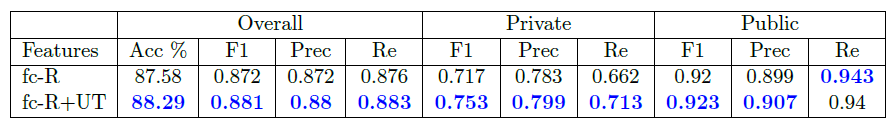 Overall Private Public
Features Acc % F1 Prec Re F1 Prec Re F1 Prec Re
fc-R 87.58 0.872 0.872 0.876 0.717 0.783 0.662 0.92 0.899 0.943
fc-R+UT 88.29 0.881 0.88 0.883 0.753 0.799 0.713 0.923 0.907 0.94